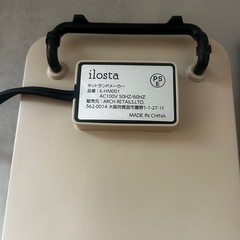 ilosta
PS
E
ホットサンドメーカー
品番：IL-HM001
AC100V 50HZ/60HZ
販売元：ARCH RETAILS,LTD.
562-0014 大阪府箕面市萱野1-1-27-1F
MADE IN CHINA